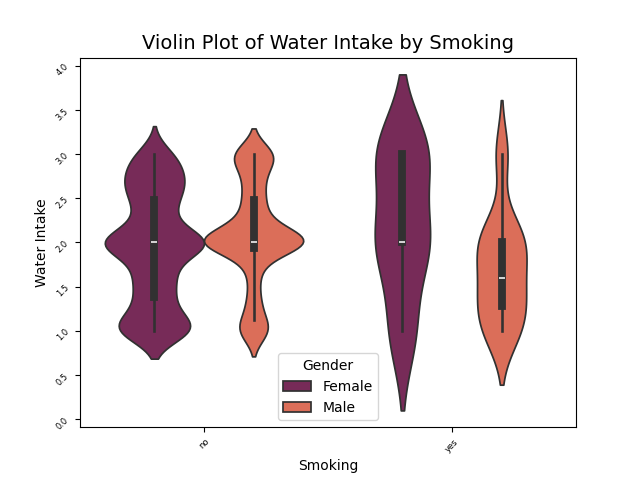 Violin Plot of Water Intake by Smoking
4.0
3.5
3.0
2.5
2.0
1.5
1.0
0.5
0.0
Water Intake
Gender
Female
Male
no
yes
Smoking